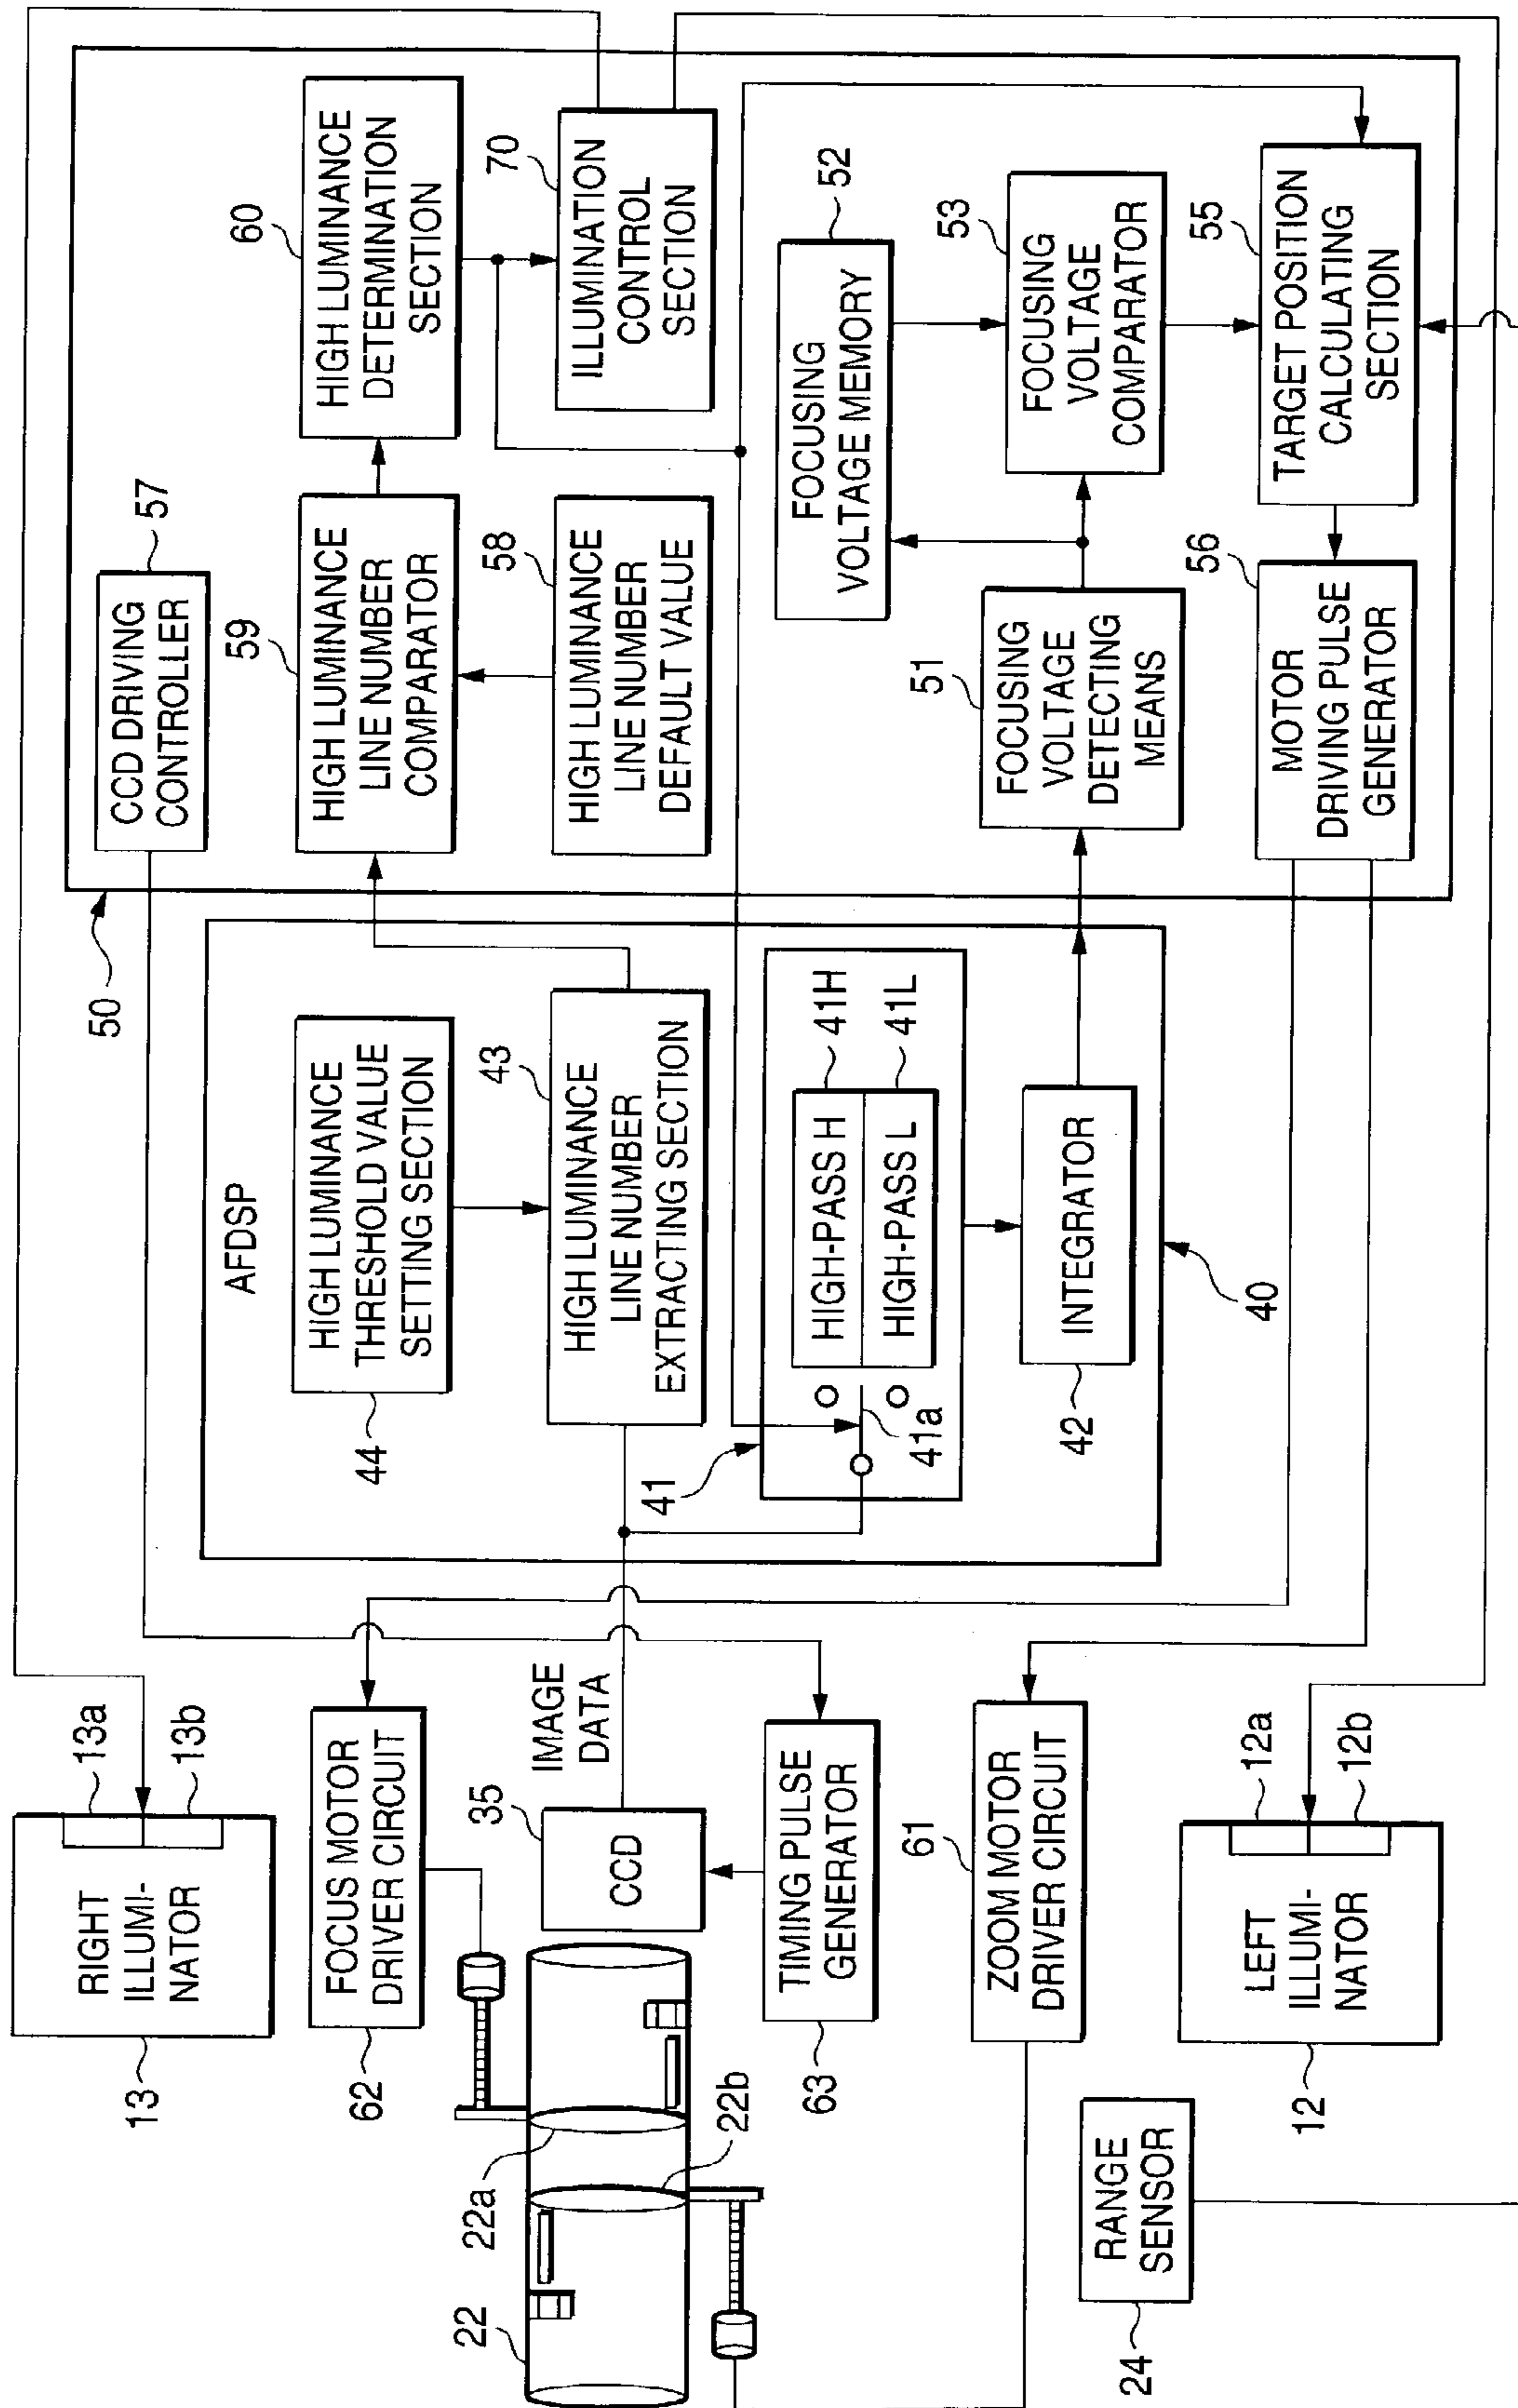 RIGHT
ILLUMI-
NATOR
13
13a
13b
FOCUS MOTOR
DRIVER CIRCUIT
62
22
22a
22b
CCD
35
IMAGE
DATA
TIMING PULSE
GENERATOR
63
ZOOM MOTOR
DRIVER CIRCUIT
61
RANGE
SENSOR
24
LEFT
ILLUMI-
NATOR
12
12a
12b
AFDSP
HIGH LUMINANCE
THRESHOLD VALUE
SETTING SECTION
44
HIGH LUMINANCE
LINE NUMBER
EXTRACTING SECTION
43
41
41a
HIGH-PASS H
41H
HIGH-PASS L
41L
INTEGRATOR
42
40
50
CCD DRIVING
CONTROLLER
57
HIGH LUMINANCE
LINE NUMBER
COMPARATOR
59
HIGH LUMINANCE
LINE NUMBER
DEFAULT VALUE
58
HIGH LUMINANCE
DETERMINATION
SECTION
60
ILLUMINATION
CONTROL
SECTION
70
FOCUSING
VOLTAGE MEMORY
52
FOCUSING
VOLTAGE
DETECTING
MEANS
51
FOCUSING
VOLTAGE
COMPARATOR
53
TARGET POSITION
CALCULATING
SECTION
55
MOTOR
DRIVING PULSE
GENERATOR
56